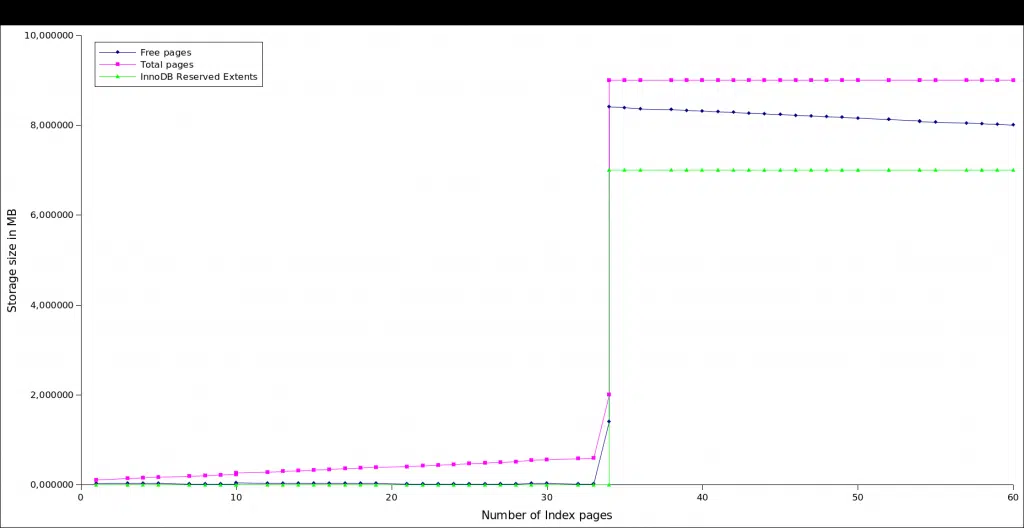 10,000000
Free pages
Total pages
InnoDB Reserved Extents
8,000000
6,000000
Storage size in MB
4,000000
2,000000
0,000000
0 10 20 30 40 50 60
Number of Index pages